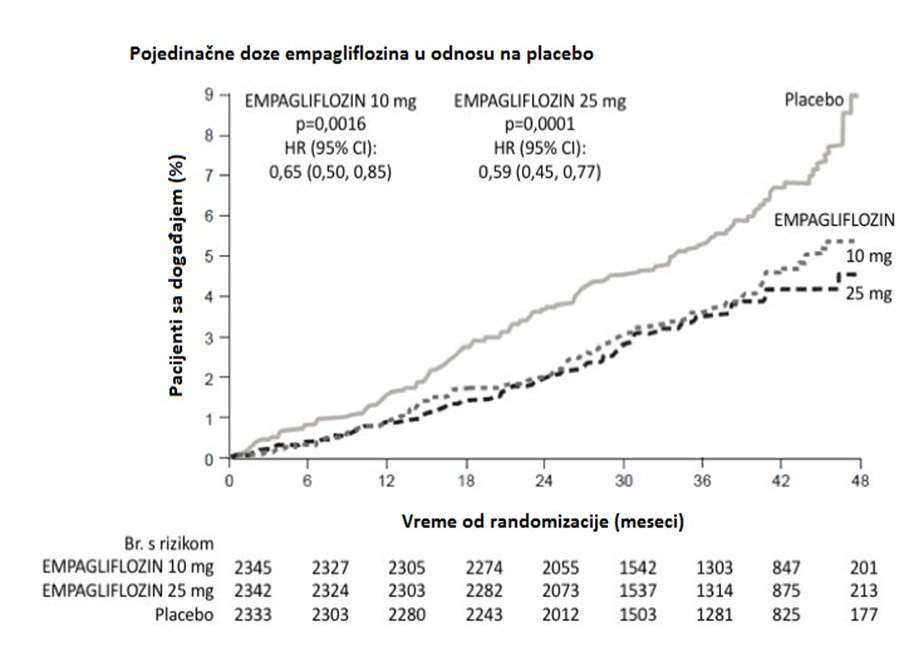 Pojedinačne doze empagliflozina u odnosu na placebo
Pacijenti sa događajem (%)
9
8
7
6
5
4
3
2
1
0
EMPAGLIFLOZIN 10 mg
p=0,0016
HR (95% CI):
0,65 (0,50, 0,85)
EMPAGLIFLOZIN 25 mg
p=0,0001
HR (95% CI):
0,59 (0,45, 0,77)
Placebo
EMPAGLIFLOZIN
10 mg
25 mg
0 6 12 18 24 30 36 42 48
Vreme od randomizacije (meseci)
Br. s rizikom
EMPAGLIFLOZIN 10 mg 2345 2327 2305 2274 2055 1542 1303 847 201
EMPAGLIFLOZIN 25 mg 2342 2324 2303 2282 2073 1537 1314 875 213
Placebo 2333 2303 2280 2243 2012 1503 1281 825 177